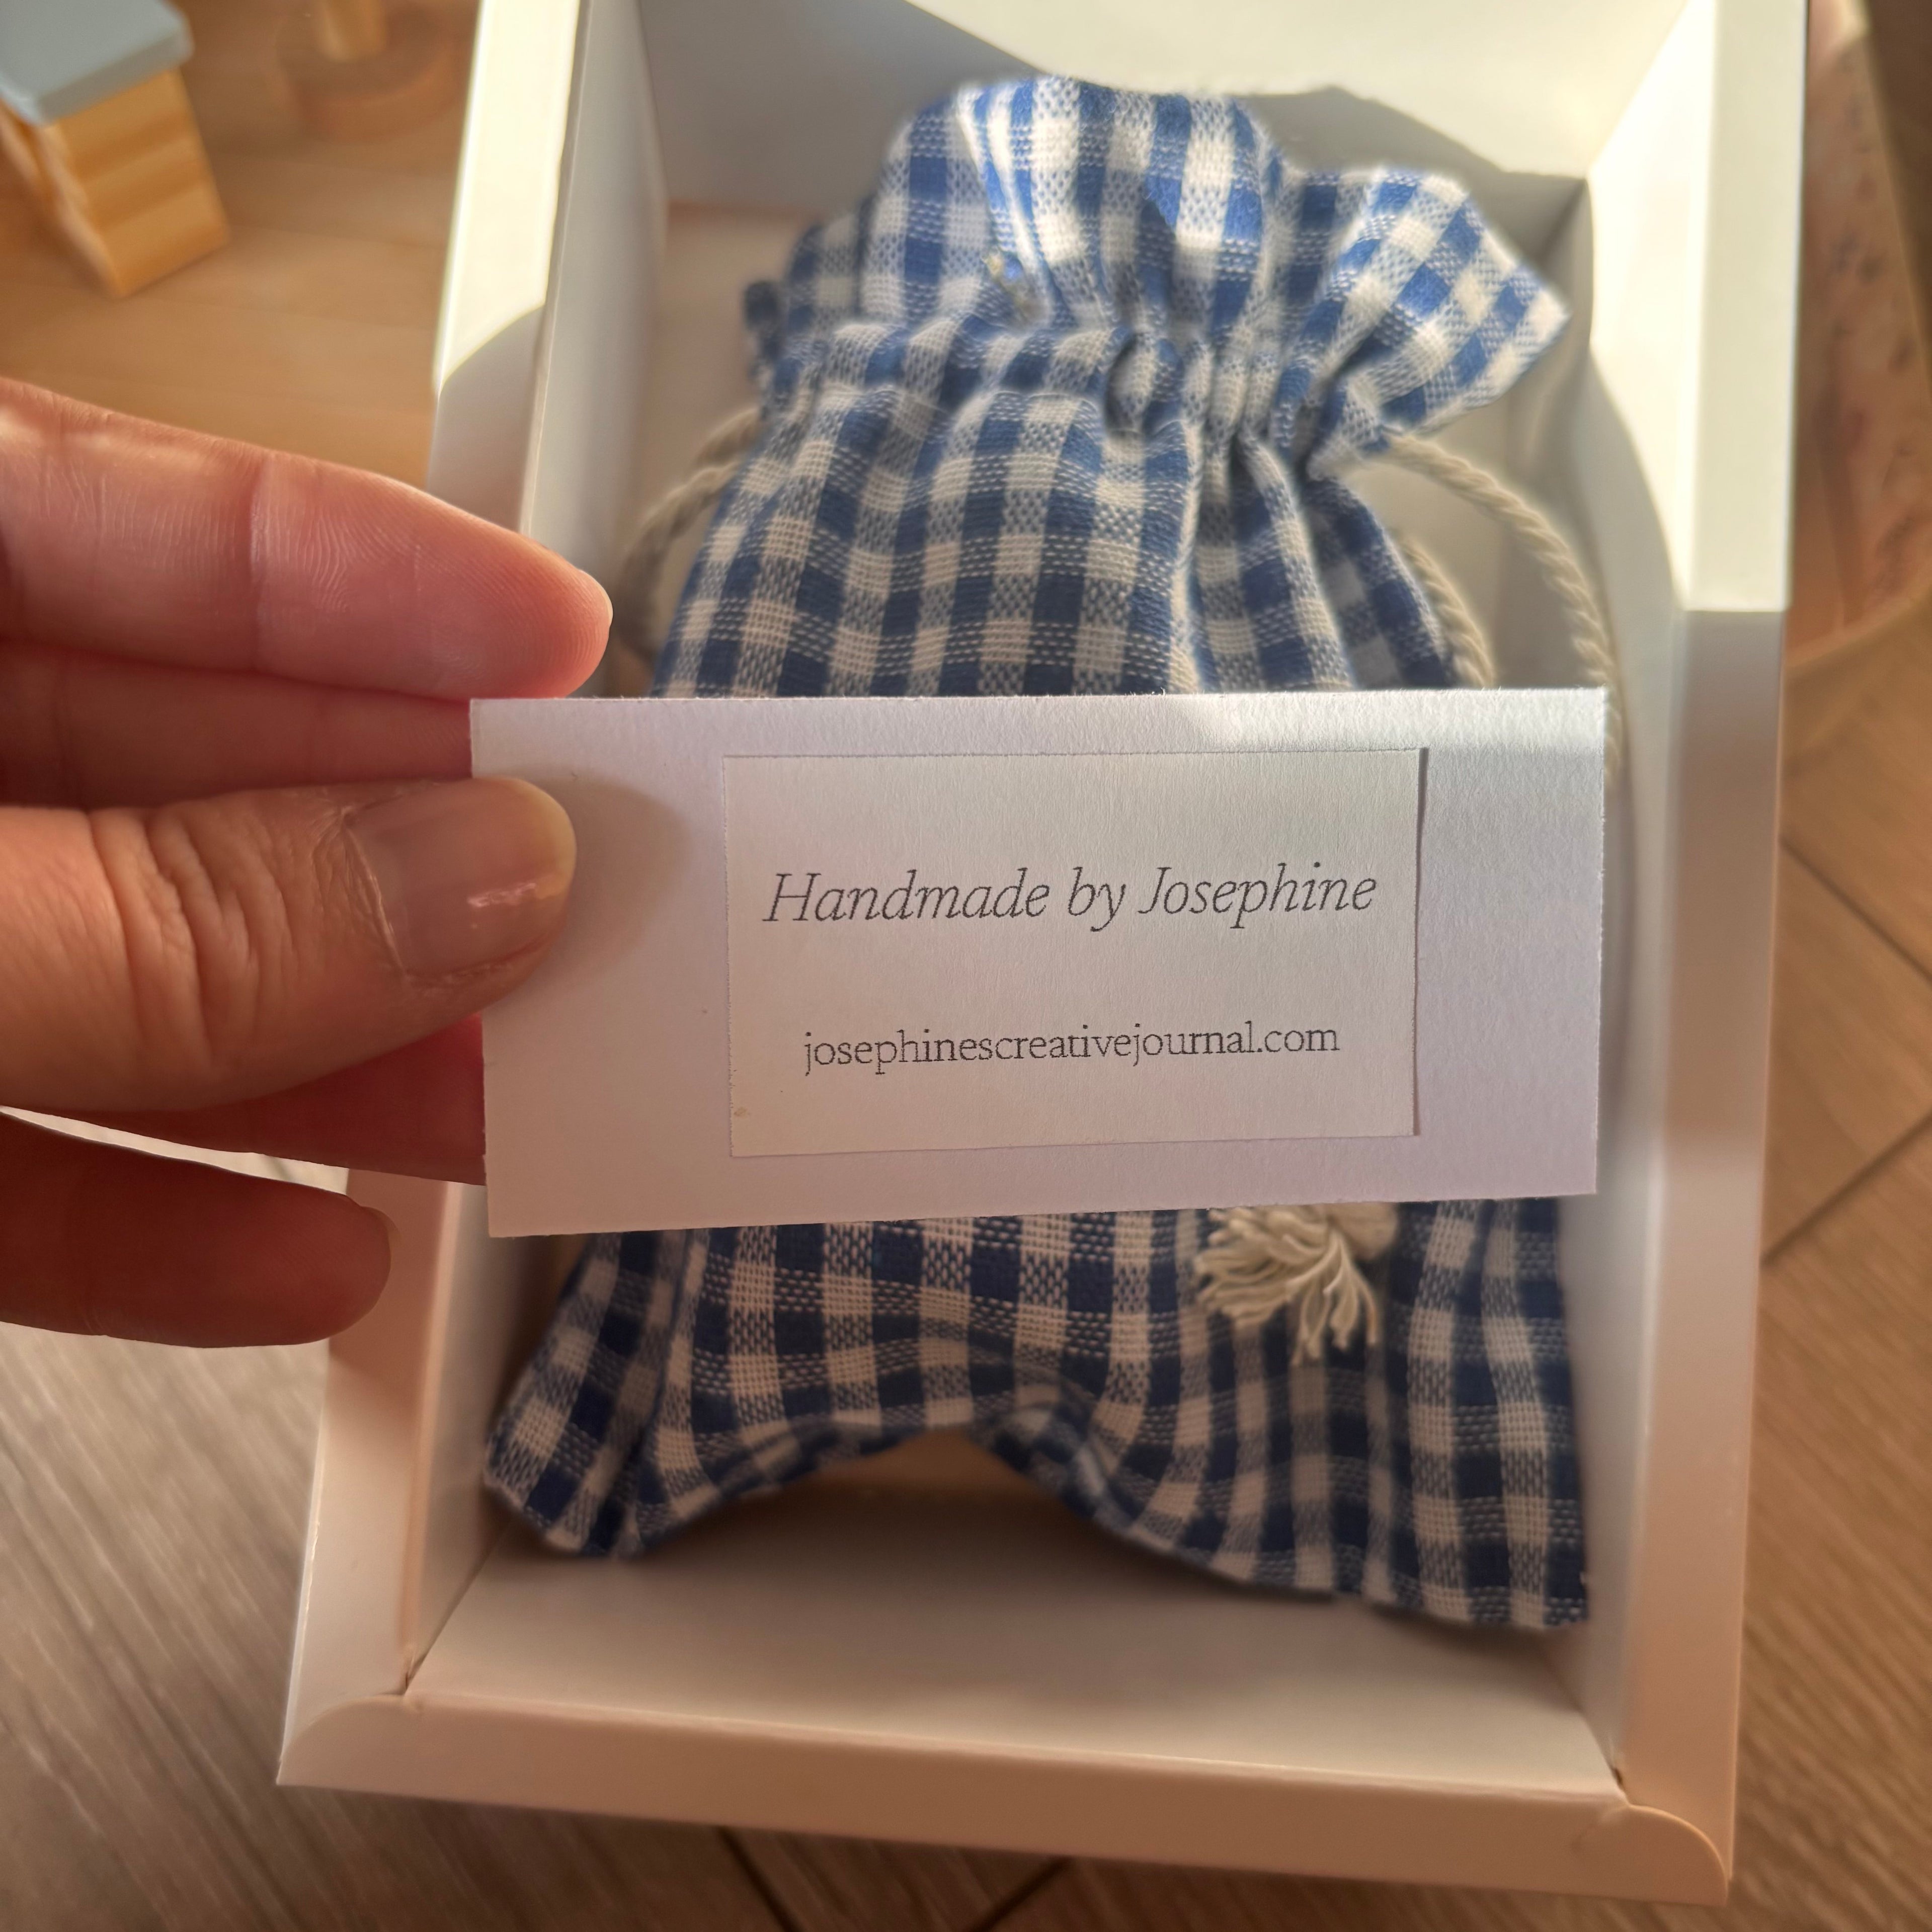 Handmade by Josephine
josephinescreativejournal.com